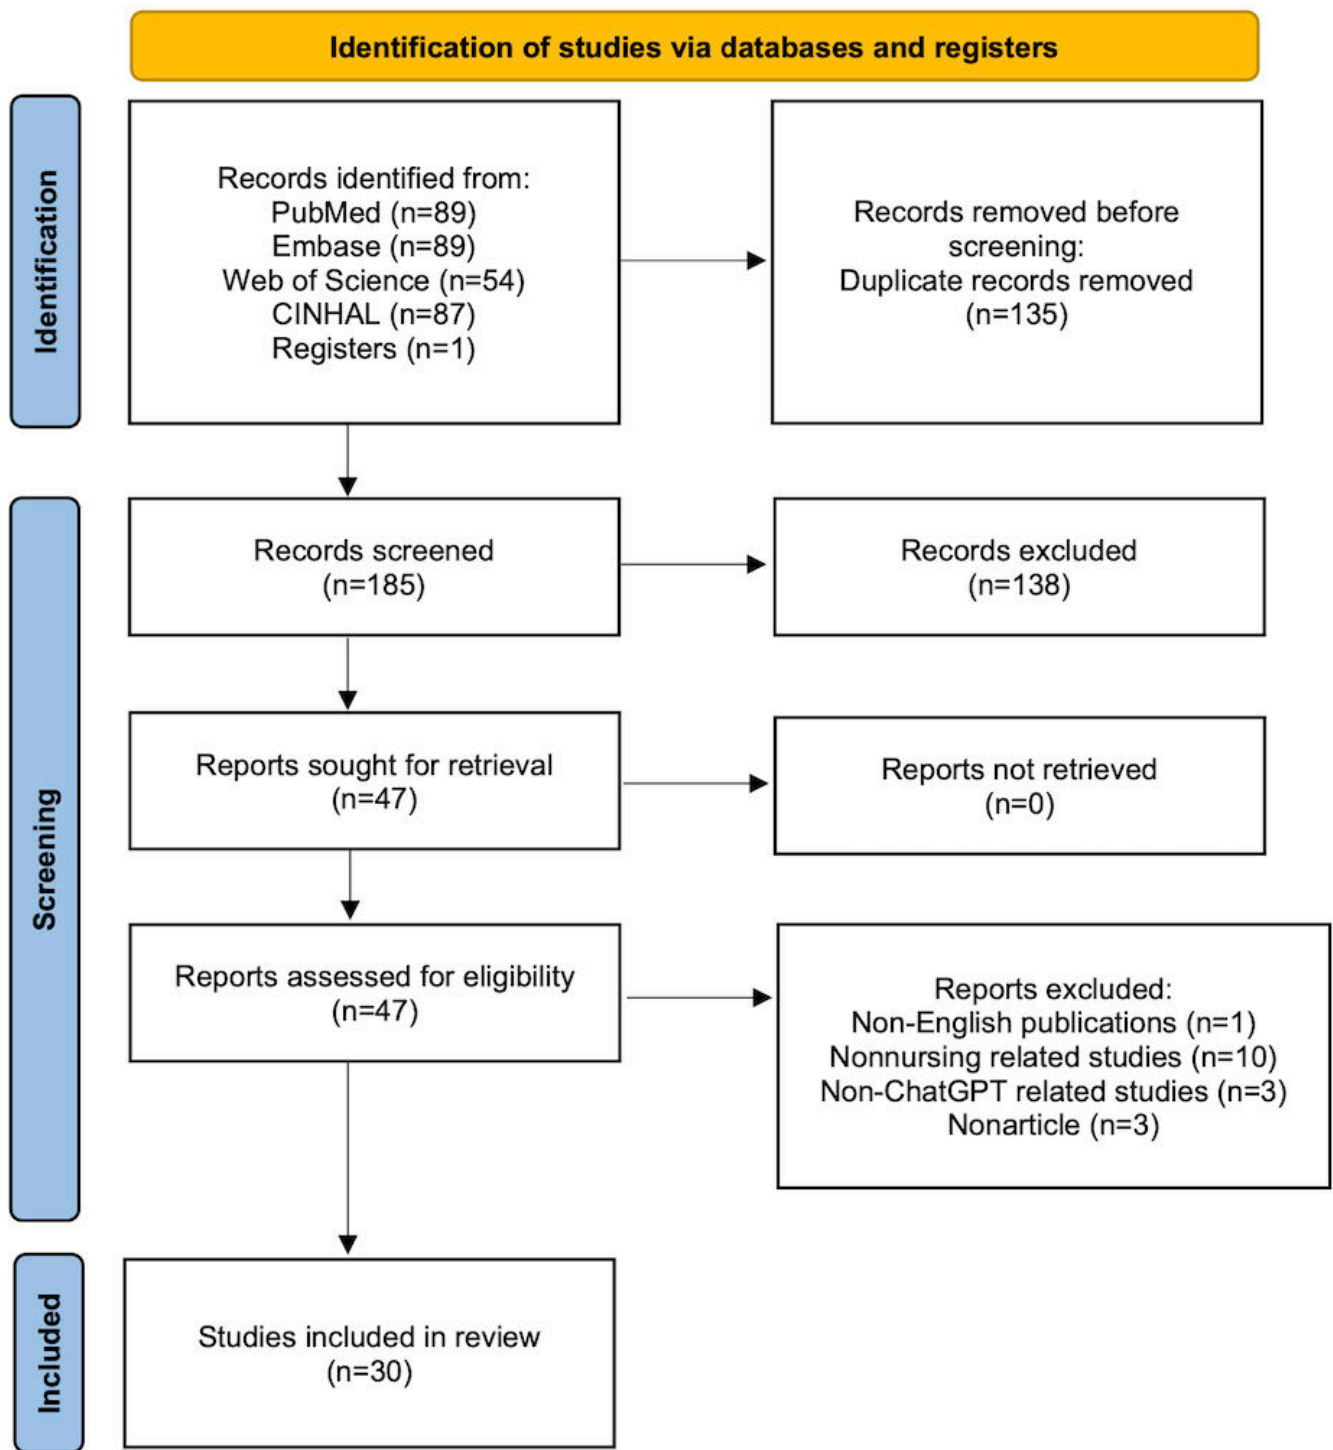 Identification of studies via databases and registers
Identification
Records identified from:
PubMed (n=89)
Embase (n=89)
Web of Science (n=54)
CINHAL (n=87)
Registers (n=1)
Records removed before
screening:
Duplicate records removed
(n=135)
Screening
Records screened
(n=185)
Records excluded
(n=138)
Reports sought for retrieval
(n=47)
Reports not retrieved
(n=0)
Reports assessed for eligibility
(n=47)
Reports excluded:
Non-English publications (n=1)
Nonnursing related studies (n=10)
Non-ChatGPT related studies (n=3)
Nonarticle (n=3)
Included
Studies included in review
(n=30)